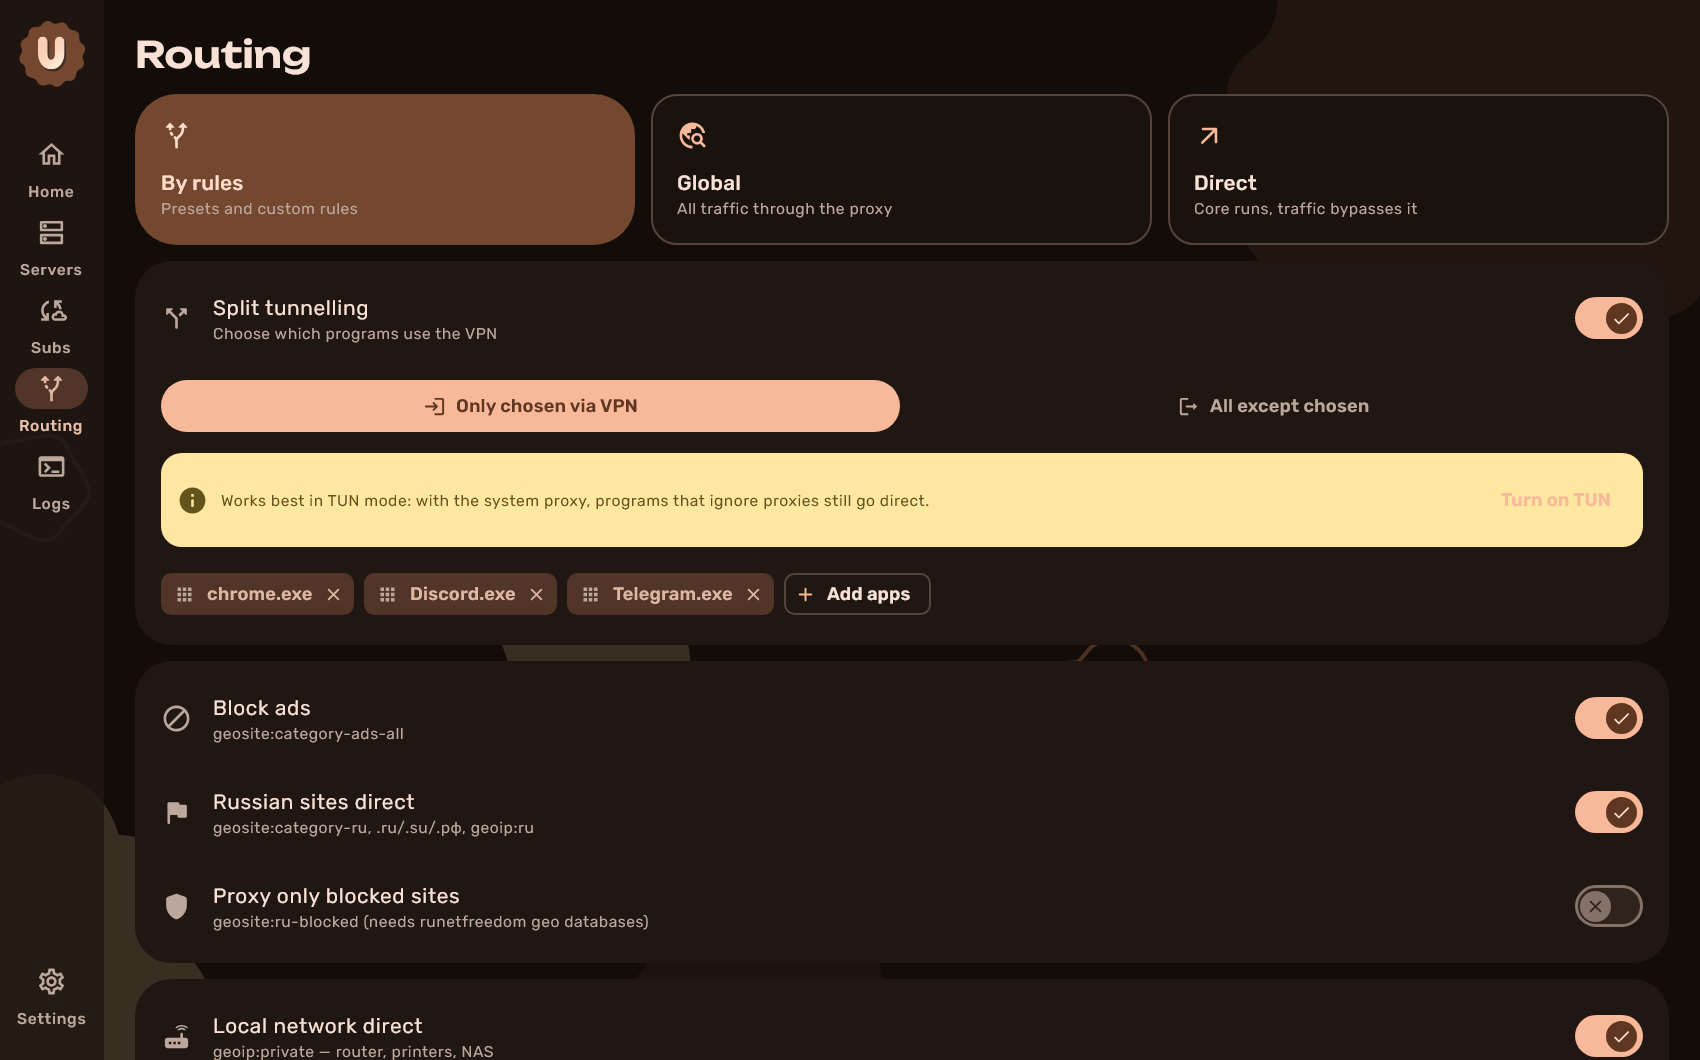 U
Routing
Home
Servers
Subs
Routing
Logs
Settings
By rules
Presets and custom rules
Global
All traffic through the proxy
Direct
Core runs, traffic bypasses it
Split tunnelling
Choose which programs use the VPN
Only chosen via VPN
All except chosen
Works best in TUN mode: with the system proxy, programs that ignore proxies still go direct.
Turn on TUN
chrome.exe
Discord.exe
Telegram.exe
Add apps
Block ads
geosite:category-ads-all
Russian sites direct
geosite:category-ru, .ru/.su/.рф, geoip:ru
Proxy only blocked sites
geosite:ru-blocked (needs runetfreedom geo databases)
Local network direct
geoip:private — router, printers, NAS